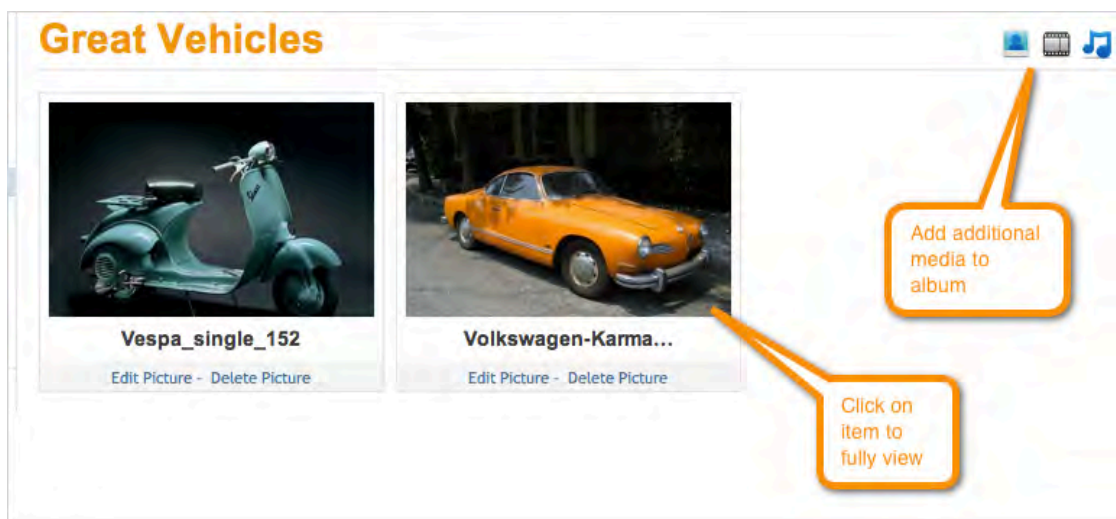 Great Vehicles
Add additional
media to
album
Vespa_single_152
Volkswagen-Karma...
Edit Picture - Delete Picture
Edit Picture - Delete Picture
Click on
item to
fully view